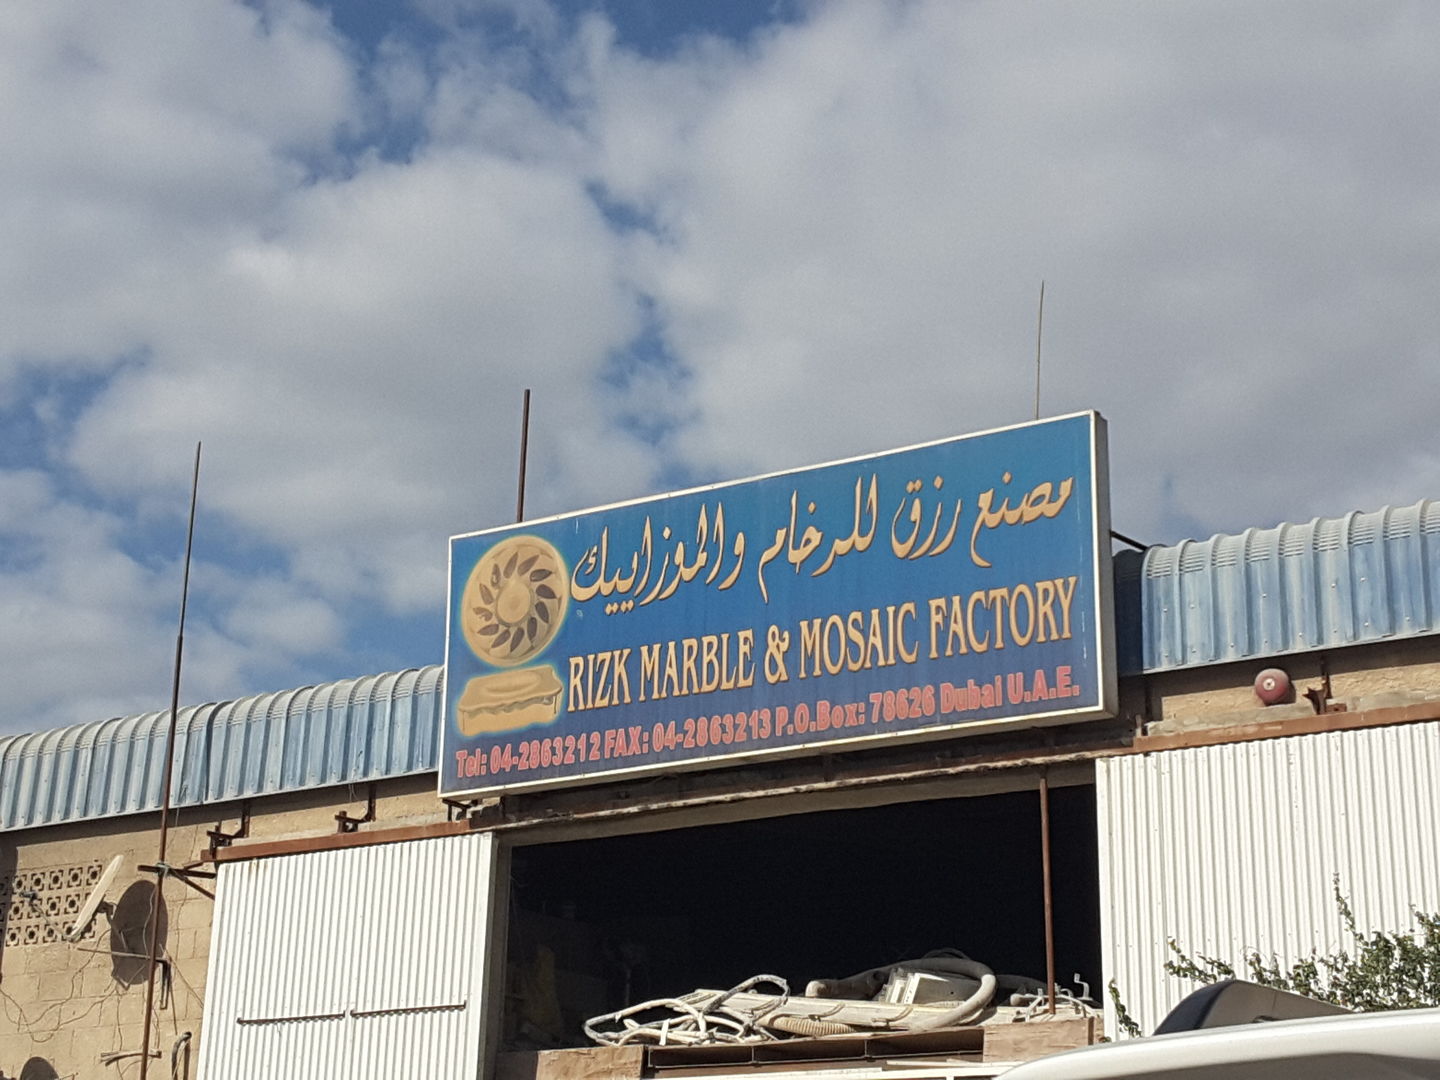 مصنع رزق للرخام والموزاييك
RIZK MARBLE & MOSAIC FACTORY
Tel: 04-2863212 FAX: 04-2863213 P.O.Box: 78626 Dubai U.A.E.